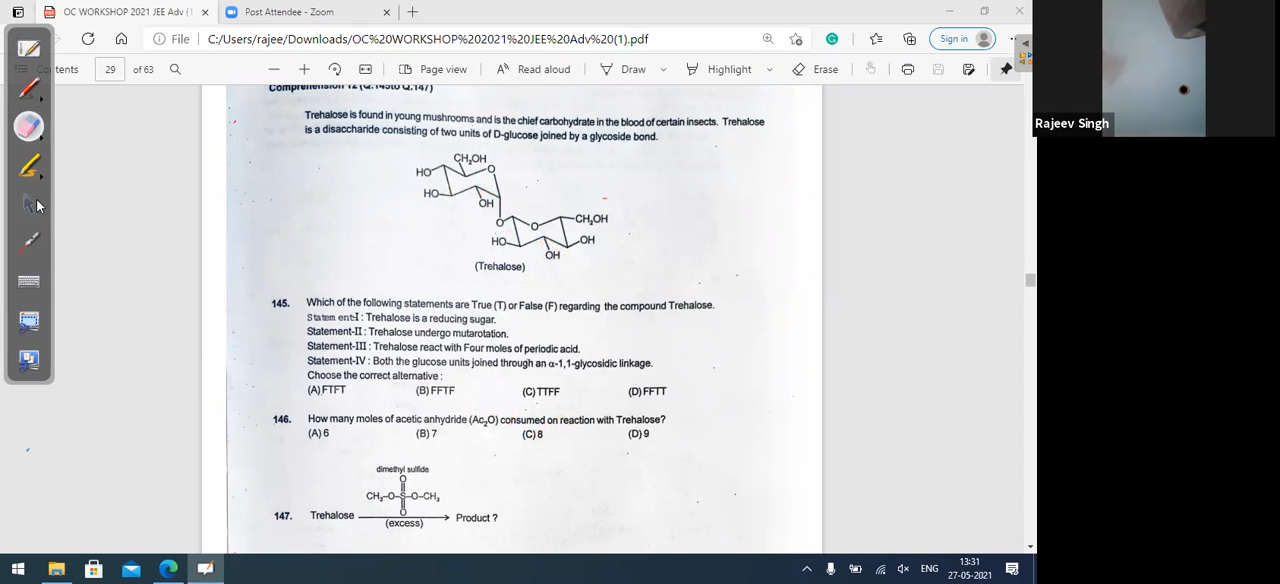 OC WORKSHOP 2021 JEE Adv (1
Post Attendee - Zoom
File
C:/Users/rajee/Downloads/OC%20WORKSHOP%202021%20JEE%20Adv%20(1).pdf
Sign in
Contents
29
of 63
Page view
Read aloud
Draw
Highlight
Erase
Rajeev Singh
Comprehension 12 (Q.145to Q.147)
Trehalose is found in young mushrooms and is the chief carbohydrate in the blood of certain insects. Trehalose
is a disaccharide consisting of two units of D-glucose joined by a glycoside bond.
CH₂OH
HO
O
HO
OH
O
O
CH₂OH
HO
OH
OH
(Trehalose)
145. Which of the following statements are True (T) or False (F) regarding the compound Trehalose.
Statement-I : Trehalose is a reducing sugar.
Statement-II : Trehalose undergo mutarotation.
Statement-III : Trehalose react with Four moles of periodic acid.
Statement-IV : Both the glucose units joined through an α-1,1-glycosidic linkage.
Choose the correct alternative :
(A) FTFT (B) FFTF (C) TTFF (D) FFTT
146. How many moles of acetic anhydride (Ac₂O) consumed on reaction with Trehalose?
(A) 6 (B) 7 (C) 8 (D) 9
dimethyl sulfide
O
CH₃-O-S-O-CH₃
O
147. Trehalose (excess) Product ?
ENG
13:31
27-05-2021